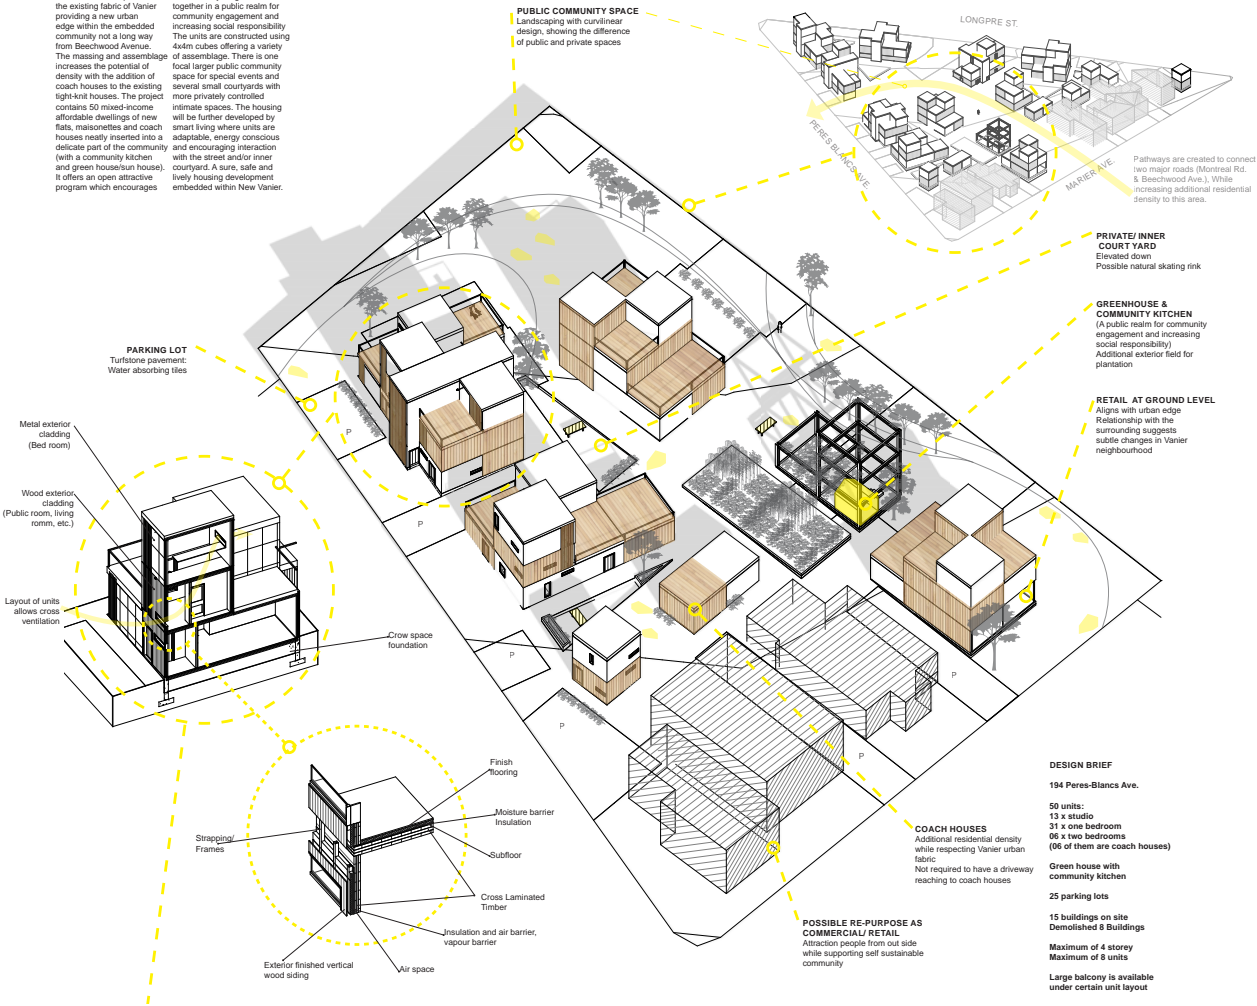 the existing fabric of Vanier
providing a new urban
edge within the embedded
community not a long way
from Beechwood Avenue.
The massing and assemblage
increases the potential of
density with the addition of
coach houses to the existing
tight-knit houses. The project
contains 50 mixed-income
affordable dwellings of new
flats, maisonettes and coach
houses neatly inserted into a
delicate part of the community
(with a community kitchen
and green house/sun house).
It offers an open attractive
program which encourages
together in a public realm for
community engagement and
increasing social responsibility
The units are constructed using
4x4m cubes offering a variety
of assemblage. There is one
focal larger public community
space for special events and
several small courtyards with
more privately controlled
intimate spaces. The housing
will be further developed by
smart living where units are
adaptable, energy conscious
and encouraging interaction
with the street and/or inner
courtyard. A sure, safe and
lively housing development
embedded within New Vanier.
PUBLIC COMMUNITY SPACE
Landscaping with curvilinear
design, showing the difference
of public and private spaces
LONGPRE ST.
PERES BLANCS AVE.
MARIER AVE.
Pathways are created to connect
two major roads (Montreal Rd.
& Beechwood Ave.), While
increasing additional residential
density to this area.
PRIVATE/ INNER
COURT YARD
Elevated down
Possible natural skating rink
GREENHOUSE &
COMMUNITY KITCHEN
(A public realm for community
engagement and increasing
social responsibility)
Additional exterior field for
plantation
RETAIL AT GROUND LEVEL
Aligns with urban edge
Relationship with the
surrounding suggests
subtle changes in Vanier
neighbourhood
PARKING LOT
Turfstone pavement:
Water absorbing tiles
Metal exterior
cladding
(Bed room)
Wood exterior
cladding
(Public room, living
romm, etc.)
Layout of units
allows cross
ventilation
Crow space
foundation
P
P
P
P
P
P
P
Finish
flooring
Moisture barrier
Insulation
Subfloor
Cross Laminated
Timber
Insulation and air barrier,
vapour barrier
Air space
Exterior finished vertical
wood siding
Strapping/
Frames
COACH HOUSES
Additional residential density
while respecting Vanier urban
fabric
Not required to have a driveway
reaching to coach houses
POSSIBLE RE-PURPOSE AS
COMMERCIAL/ RETAIL
Attraction people from out side
while supporting self sustainable
community
DESIGN BRIEF
194 Peres-Blancs Ave.
50 units:
13 x studio
31 x one bedroom
06 x two bedrooms
(06 of them are coach houses)
Green house with
community kitchen
25 parking lots
15 buildings on site
Demolished 8 Buildings
Maximum of 4 storey
Maximum of 8 units
Large balcony is available
under certain unit layout